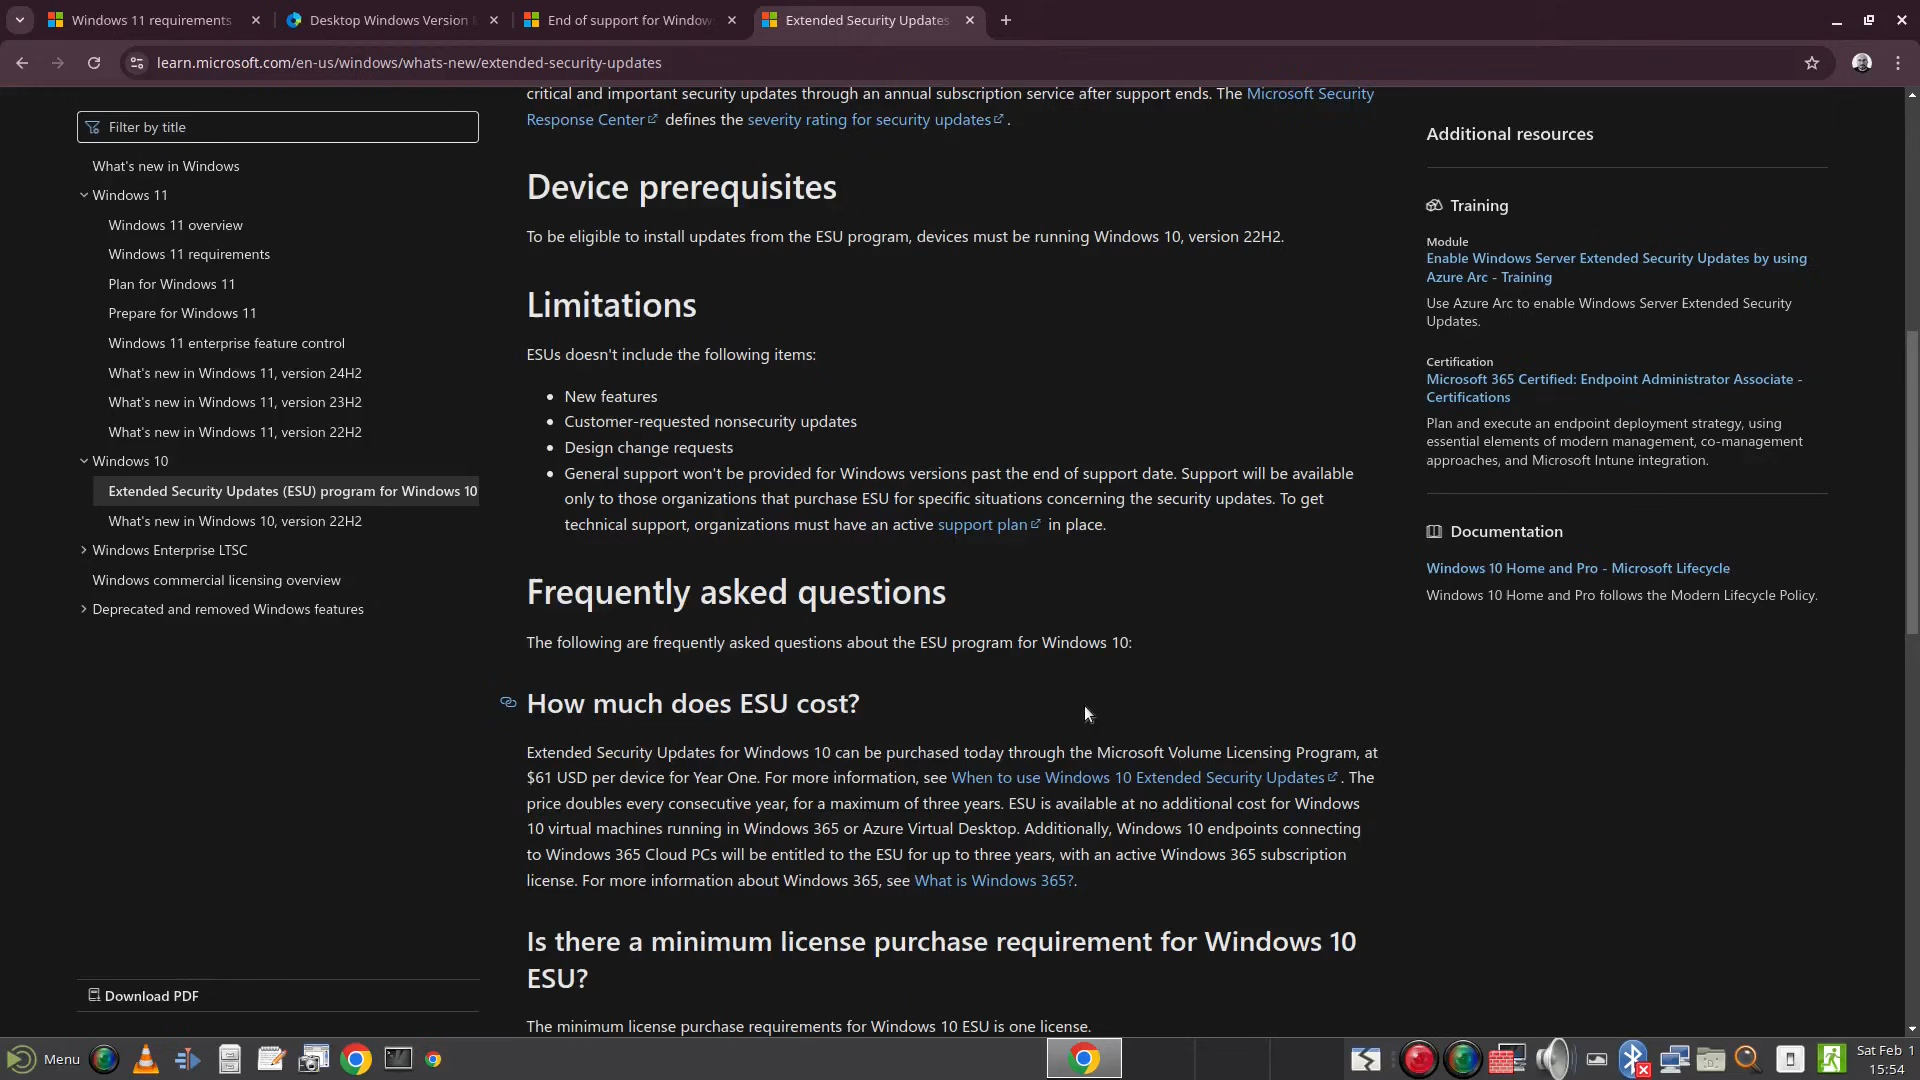 Windows 11 requirements
Desktop Windows Version
End of support for Window
Extended Security Updates
learn.microsoft.com/en-us/windows/whats-new/extended-security-updates
Filter by title
What's new in Windows
Windows 11
Windows 11 overview
Windows 11 requirements
Plan for Windows 11
Prepare for Windows 11
Windows 11 enterprise feature control
What's new in Windows 11, version 24H2
What's new in Windows 11, version 23H2
What's new in Windows 11, version 22H2
Windows 10
Extended Security Updates (ESU) program for Windows 10
What's new in Windows 10, version 22H2
Windows Enterprise LTSC
Windows commercial licensing overview
Deprecated and removed Windows features
Download PDF
critical and important security updates through an annual subscription service after support ends. The Microsoft Security
Response Center defines the severity rating for security updates .
Device prerequisites
To be eligible to install updates from the ESU program, devices must be running Windows 10, version 22H2.
Limitations
ESUs doesn't include the following items:
• New features
• Customer-requested nonsecurity updates
• Design change requests
• General support won't be provided for Windows versions past the end of support date. Support will be available
only to those organizations that purchase ESU for specific situations concerning the security updates. To get
technical support, organizations must have an active support plan in place.
Frequently asked questions
The following are frequently asked questions about the ESU program for Windows 10:
How much does ESU cost?
Extended Security Updates for Windows 10 can be purchased today through the Microsoft Volume Licensing Program, at
$61 USD per device for Year One. For more information, see When to use Windows 10 Extended Security Updates . The
price doubles every consecutive year, for a maximum of three years. ESU is available at no additional cost for Windows
10 virtual machines running in Windows 365 or Azure Virtual Desktop. Additionally, Windows 10 endpoints connecting
to Windows 365 Cloud PCs will be entitled to the ESU for up to three years, with an active Windows 365 subscription
license. For more information about Windows 365, see What is Windows 365?.
Is there a minimum license purchase requirement for Windows 10
ESU?
The minimum license purchase requirements for Windows 10 ESU is one license.
Additional resources
Training
Module
Enable Windows Server Extended Security Updates by using
Azure Arc - Training
Use Azure Arc to enable Windows Server Extended Security
Updates.
Certification
Microsoft 365 Certified: Endpoint Administrator Associate -
Certifications
Plan and execute an endpoint deployment strategy, using
essential elements of modern management, co-management
approaches, and Microsoft Intune integration.
Documentation
Windows 10 Home and Pro - Microsoft Lifecycle
Windows 10 Home and Pro follows the Modern Lifecycle Policy.
Menu
Sat Feb 1
15:54